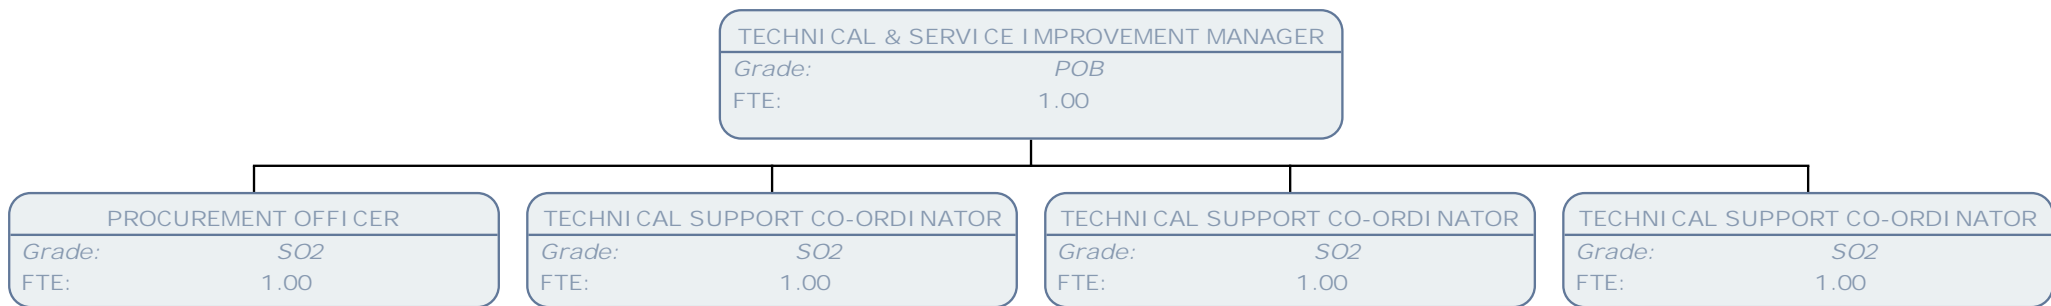 TECHNICAL & SERVICE IMPROVEMENT MANAGER
Grade: POB
FTE: 1.00
PROCUREMENT OFFICER
Grade: SO2
FTE: 1.00
TECHNICAL SUPPORT CO-ORDINATOR
Grade: SO2
FTE: 1.00
TECHNICAL SUPPORT CO-ORDINATOR
Grade: SO2
FTE: 1.00
TECHNICAL SUPPORT CO-ORDINATOR
Grade: SO2
FTE: 1.00